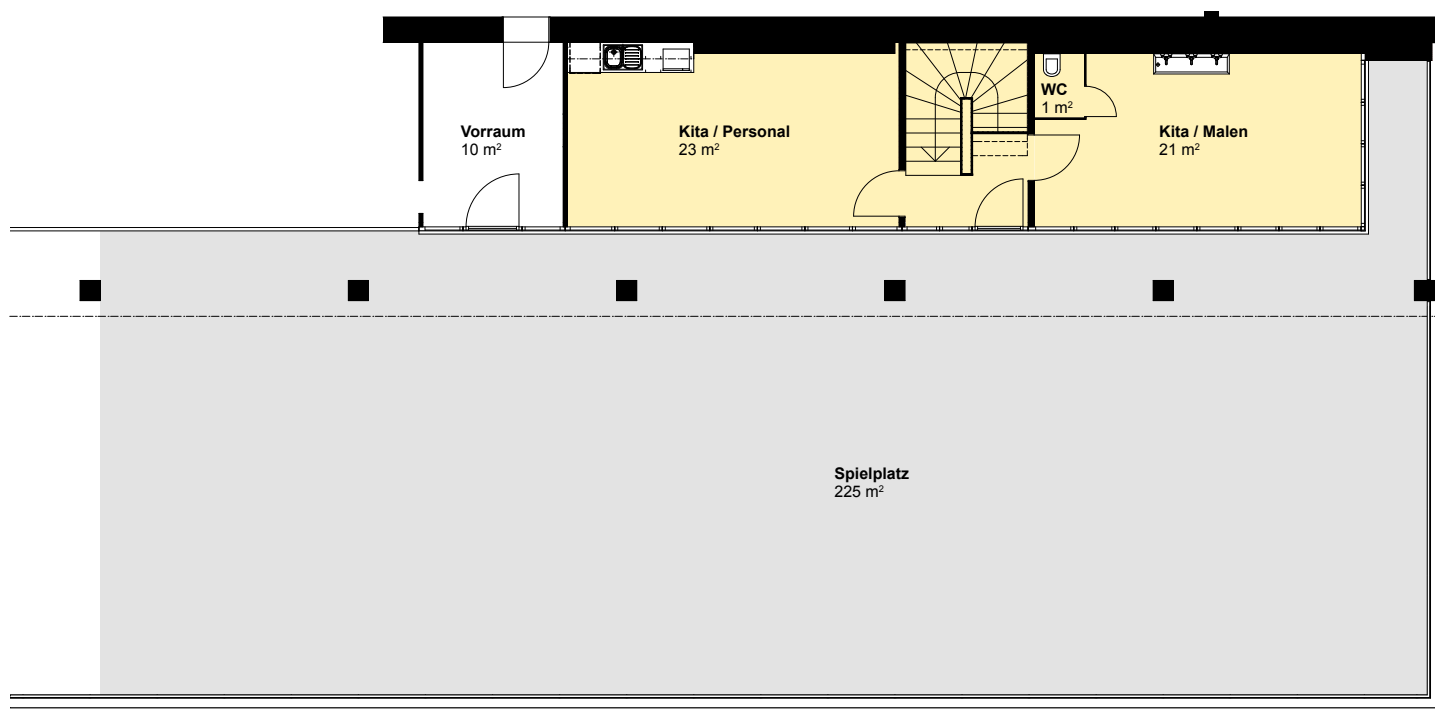 Vorraum
10 m²
Kita / Personal
23 m²
WC
1 m²
Kita / Malen
21 m²
Spielplatz
225 m²